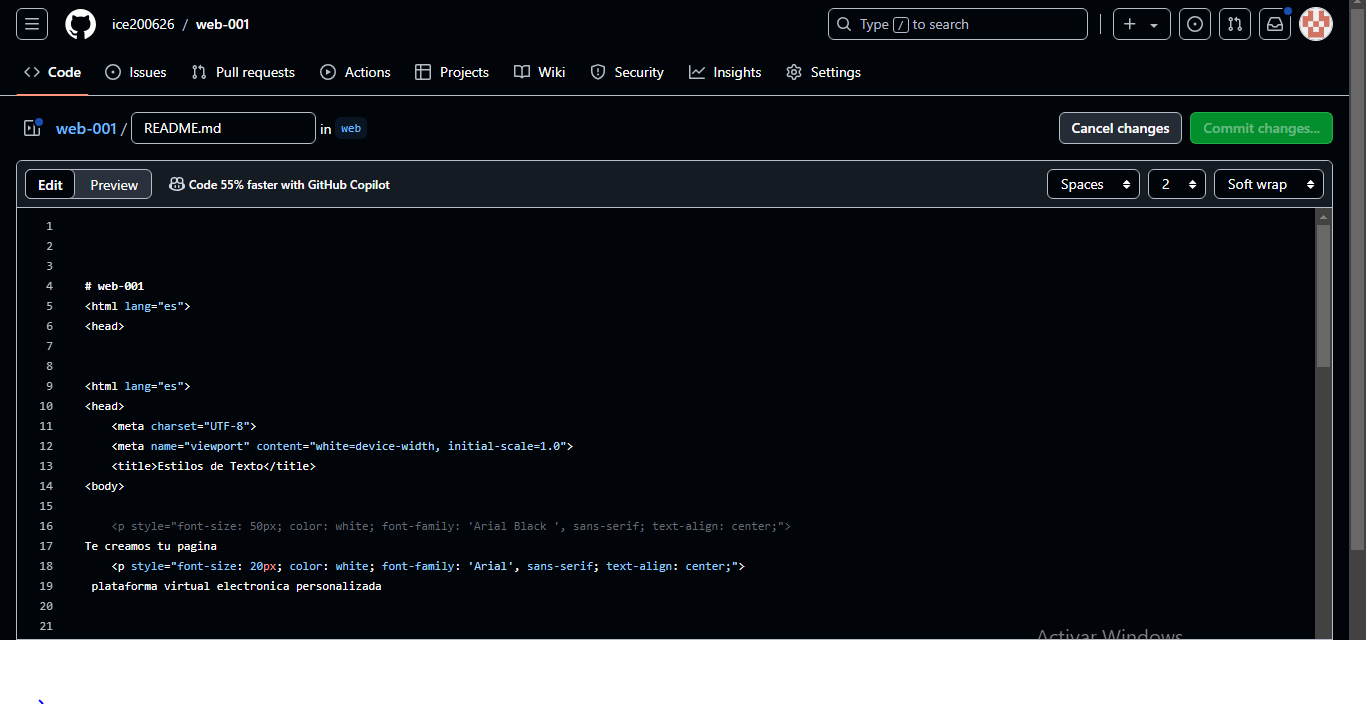 ice200626 / web-001
Type / to search
Code Issues Pull requests Actions Projects Wiki Security Insights Settings
web-001 / README.md in web
Cancel changes Commit changes...
Edit Preview Code 55% faster with GitHub Copilot Spaces 2 Soft wrap
1
2
3
4 # web-001
5 <html lang="es">
6 <head>
7
8
9 <html lang="es">
10 <head>
11 <meta charset="UTF-8">
12 <meta name="viewport" content="white=device-width, initial-scale=1.0">
13 <title>Estilos de Texto</title>
14 <body>
15
16 <p style="font-size: 50px; color: white; font-family: 'Arial Black ', sans-serif; text-align: center;">
17 Te creamos tu pagina
18 <p style="font-size: 20px; color: white; font-family: 'Arial', sans-serif; text-align: center;">
19 plataforma virtual electronica personalizada
20
21
Activar Windows